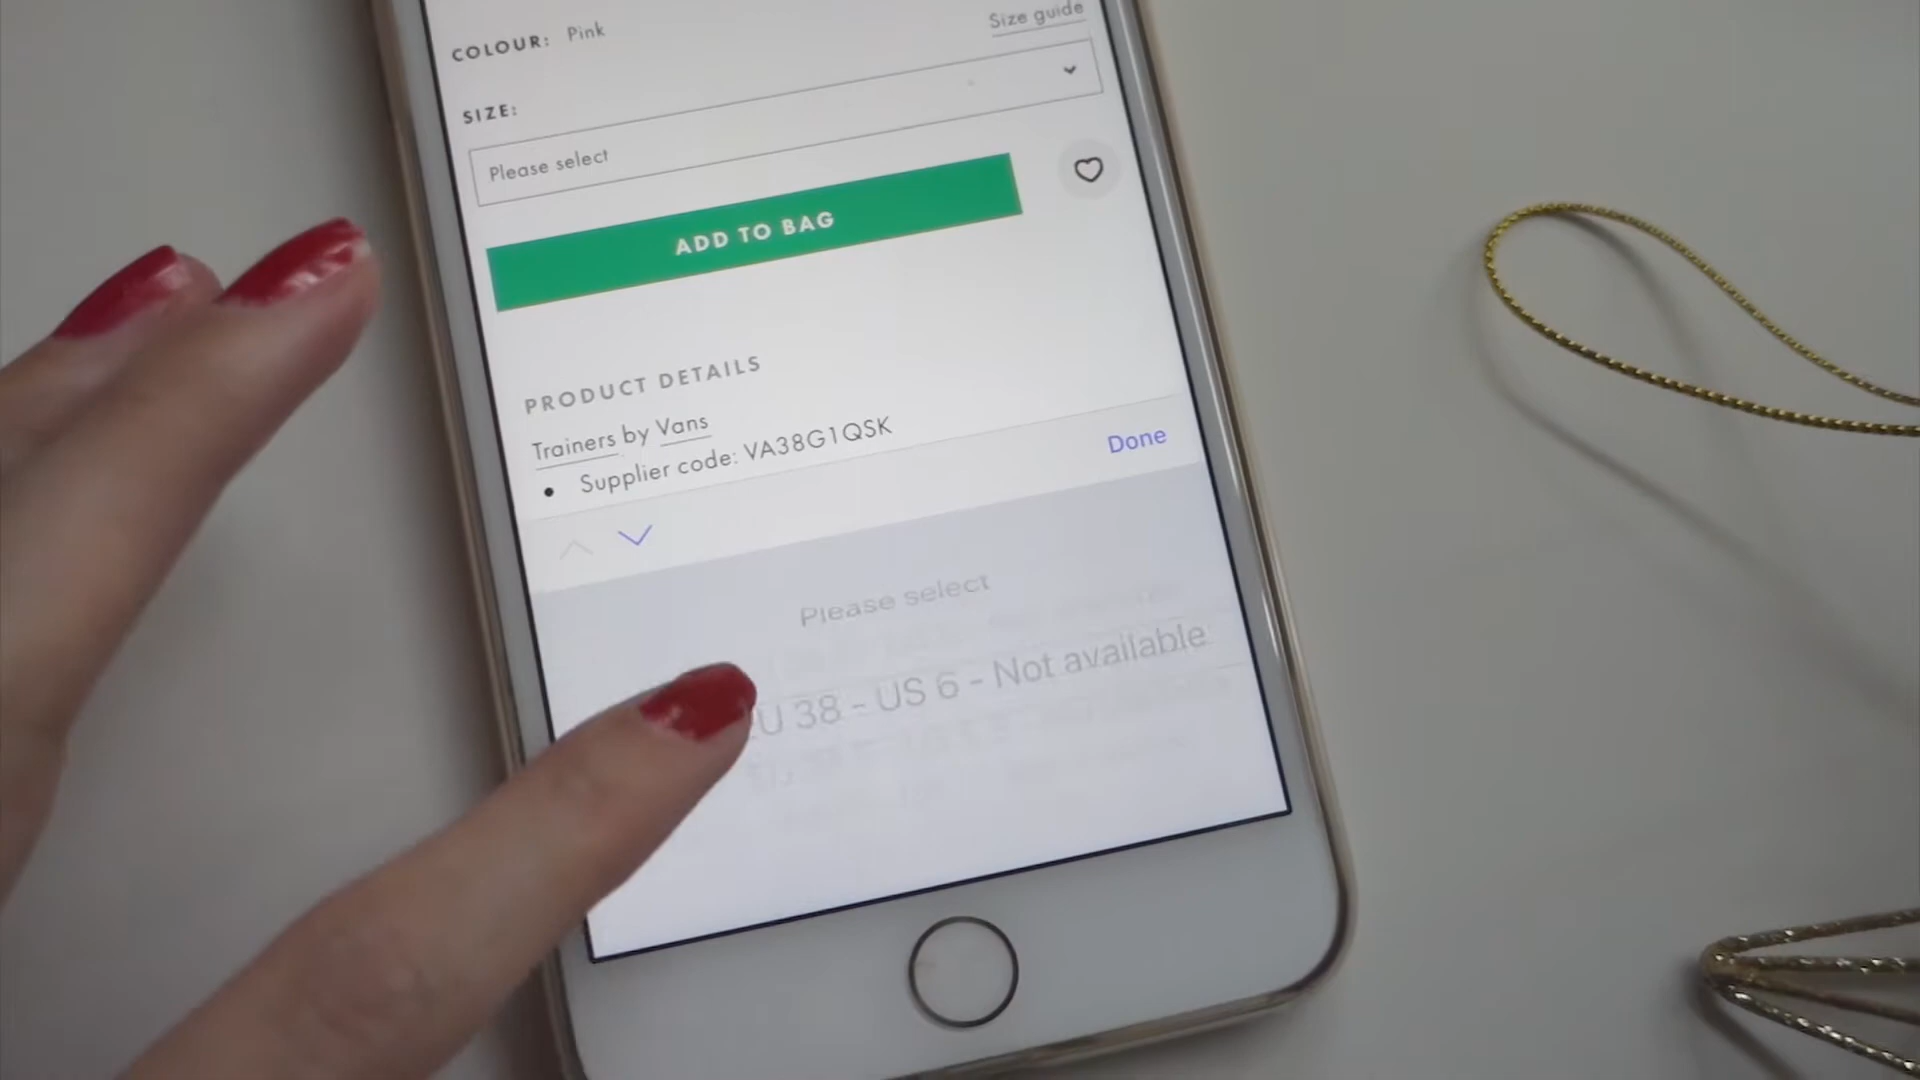 COLOUR: Pink
Size guide
SIZE:
Please select
ADD TO BAG
PRODUCT DETAILS
Trainers by Vans
• Supplier code: VA38G1QSK
Done
Please select
U 38 - US 6 - Not available